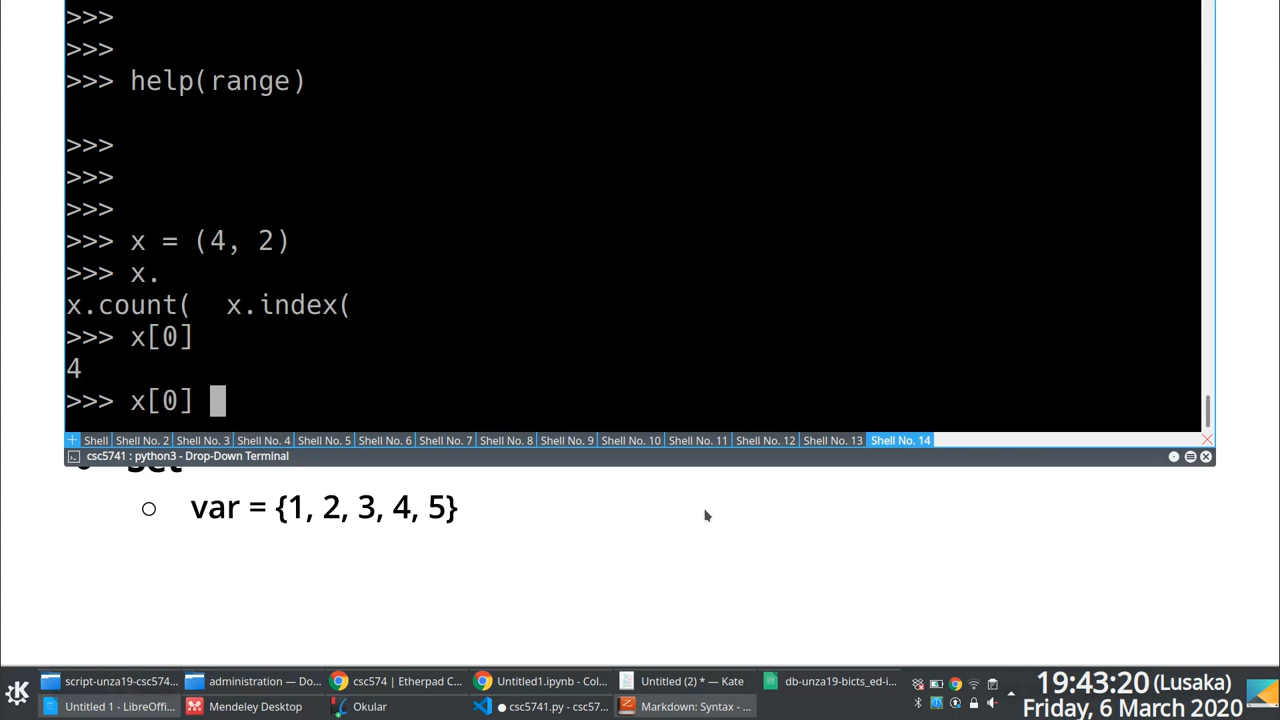 >>>
>>>
>>> help(range)
>>>
>>>
>>>
>>> x = (4, 2)
>>> x.
x.count(  x.index(
>>> x[0]
4
>>> x[0]
+ Shell Shell No. 2 Shell No. 3 Shell No. 4 Shell No. 5 Shell No. 6 Shell No. 7 Shell No. 8 Shell No. 9 Shell No. 10 Shell No. 11 Shell No. 12 Shell No. 13 Shell No. 14
csc5741 : python3 - Drop-Down Terminal
○ var = {1, 2, 3, 4, 5}
script-unza19-csc574... administration — Do... csc574 | Etherpad C... Untitled1.ipynb - Col... Untitled (2) * — Kate db-unza19-bicts_ed-i...
Untitled 1 - LibreOffi... Mendeley Desktop Okular ● csc5741.py - csc57... Markdown: Syntax - ...
19:43:20 (Lusaka)
Friday, 6 March 2020